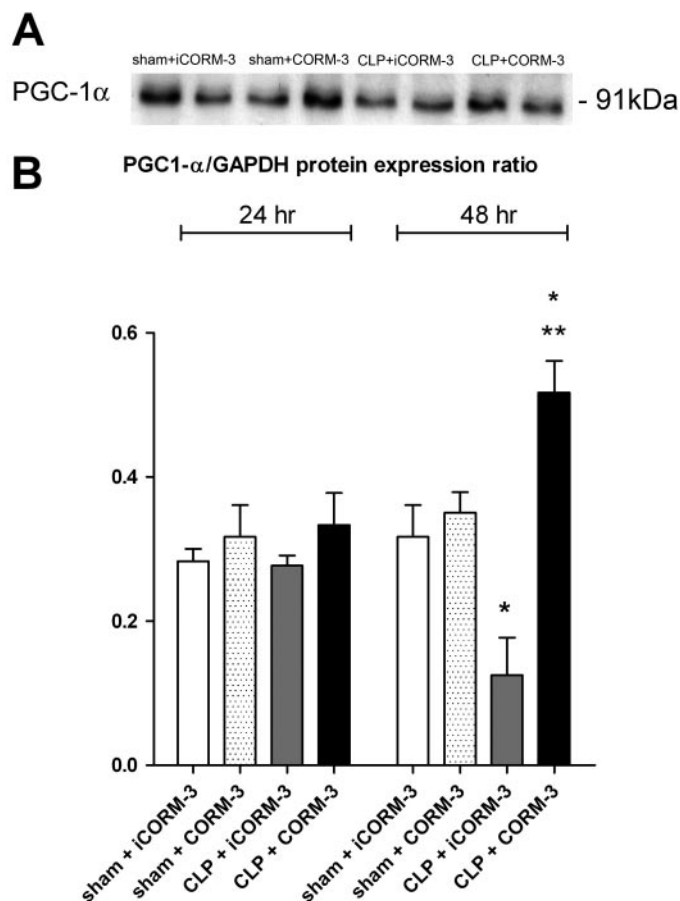 A
sham+iCORM-3 sham+CORM-3 CLP+iCORM-3 CLP+CORM-3
PGC-1α - 91kDa
B PGC1-α/GAPDH protein expression ratio
24 hr 48 hr
*
0.6 **
0.4
*
0.2
0.0
sham + iCORM-3 sham + CORM-3 CLP + iCORM-3 CLP + CORM-3 sham + iCORM-3 sham + CORM-3 CLP + iCORM-3 CLP + CORM-3